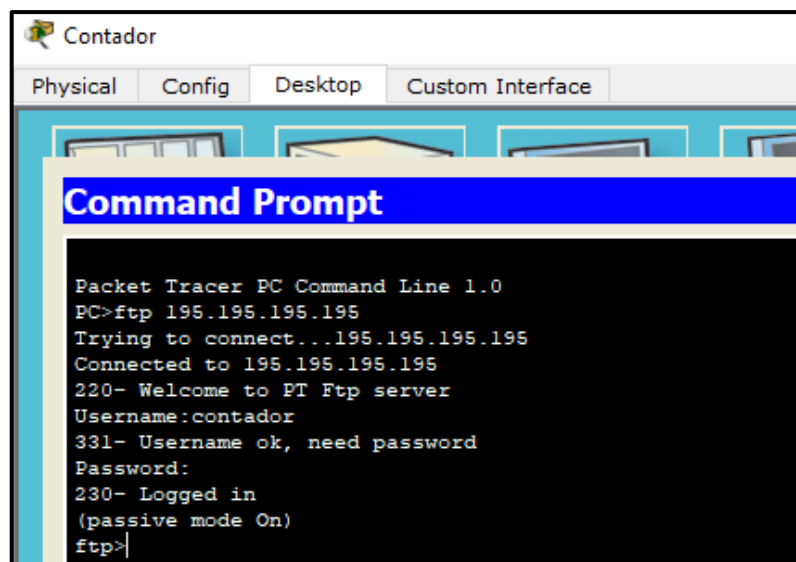 Contador
Physical Config Desktop Custom Interface
Command Prompt
Packet Tracer PC Command Line 1.0
PC>ftp 195.195.195.195
Trying to connect...195.195.195.195
Connected to 195.195.195.195
220- Welcome to PT Ftp server
Username:contador
331- Username ok, need password
Password:
230- Logged in
(passive mode On)
ftp>